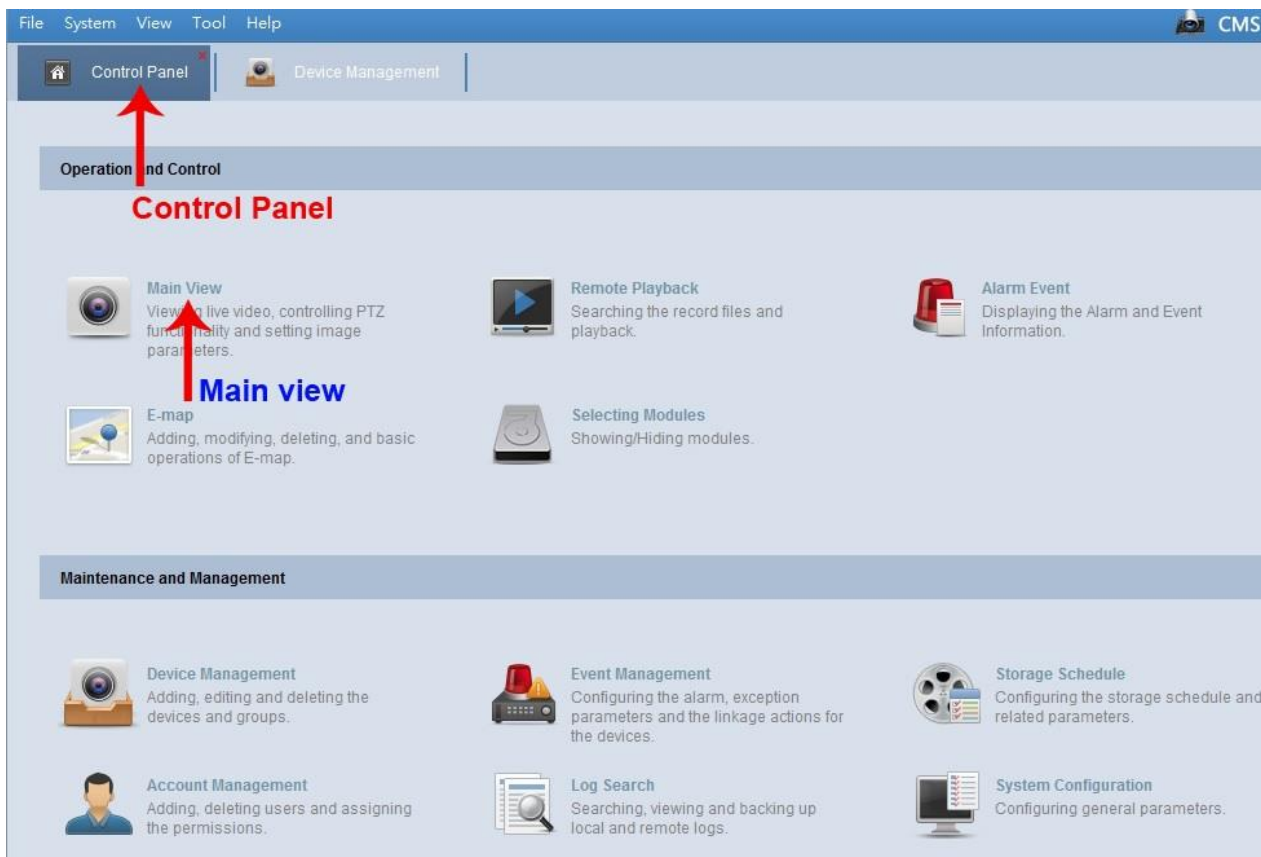 File System View Tool Help
CMS
Control Panel
Device Management
Operation and Control
Control Panel
Main View
Viewing live video, controlling PTZ
functionality and setting image
parameters.
Remote Playback
Searching the record files and
playback.
Alarm Event
Displaying the Alarm and Event
Information.
Main view
E-map
Adding, modifying, deleting, and basic
operations of E-map.
Selecting Modules
Showing/Hiding modules.
Maintenance and Management
Device Management
Adding, editing and deleting the
devices and groups.
Event Management
Configuring the alarm, exception
parameters and the linkage actions for
the devices.
Storage Schedule
Configuring the storage schedule and
related parameters.
Account Management
Adding, deleting users and assigning
the permissions.
Log Search
Searching, viewing and backing up
local and remote logs.
System Configuration
Configuring general parameters.